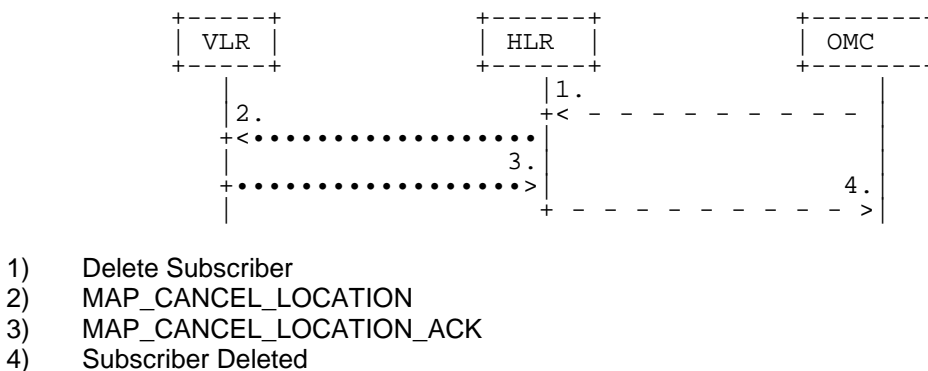 VLR HLR OMC
1.
2.
3.
4.
1) Delete Subscriber
2) MAP_CANCEL_LOCATION
3) MAP_CANCEL_LOCATION_ACK
4) Subscriber Deleted